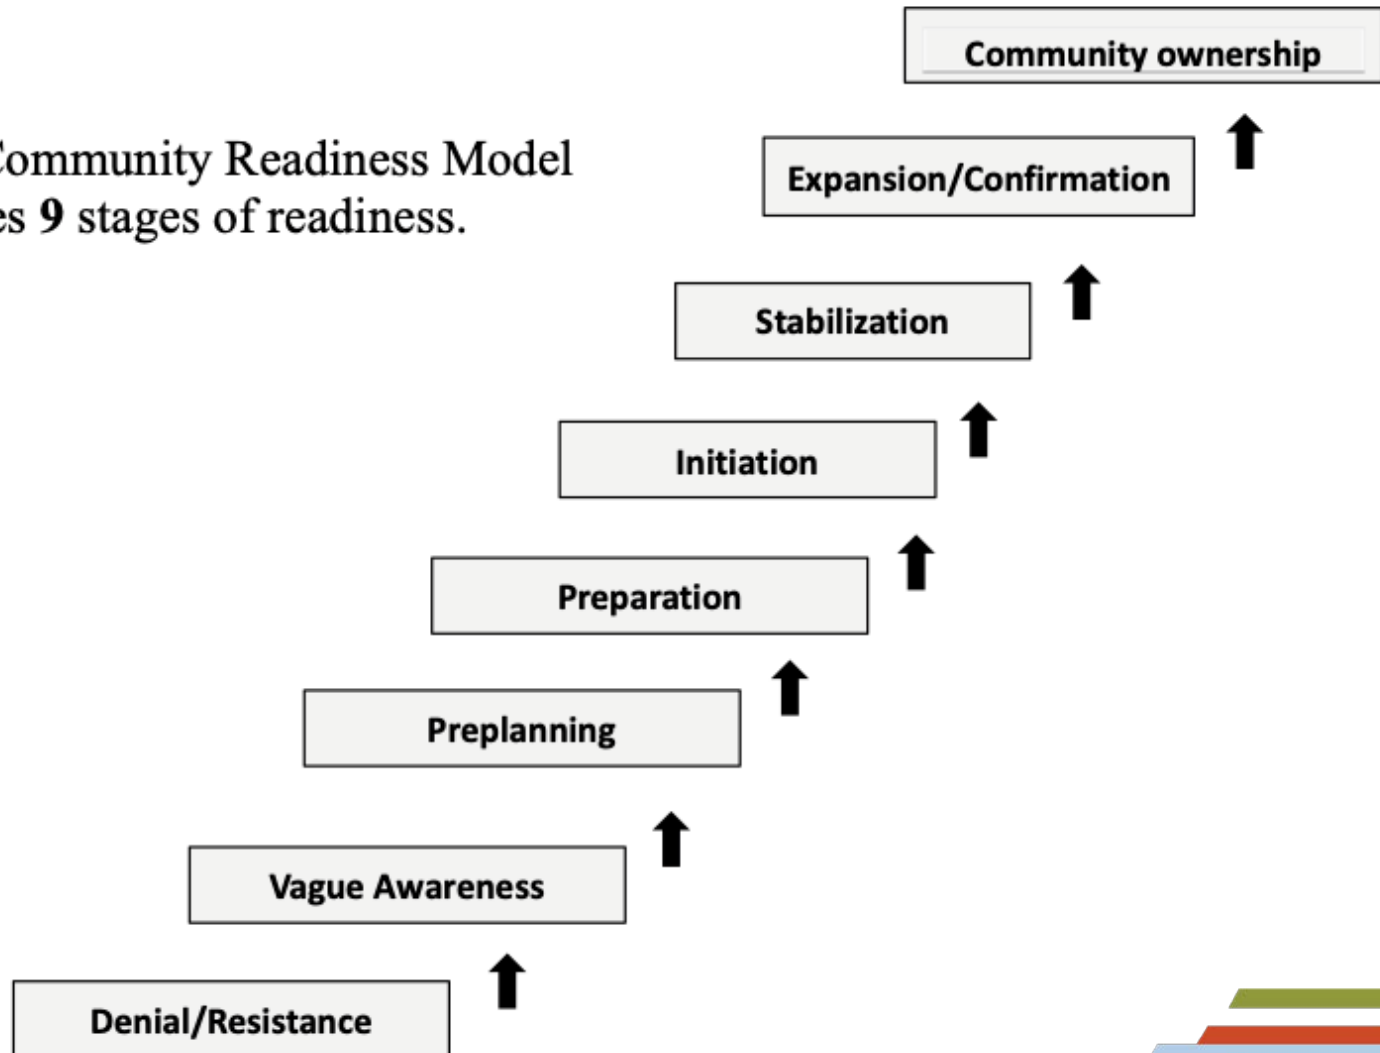 Community ownership
Community Readiness Model
es 9 stages of readiness.
Expansion/Confirmation
Stabilization
Initiation
Preparation
Preplanning
Vague Awareness
Denial/Resistance